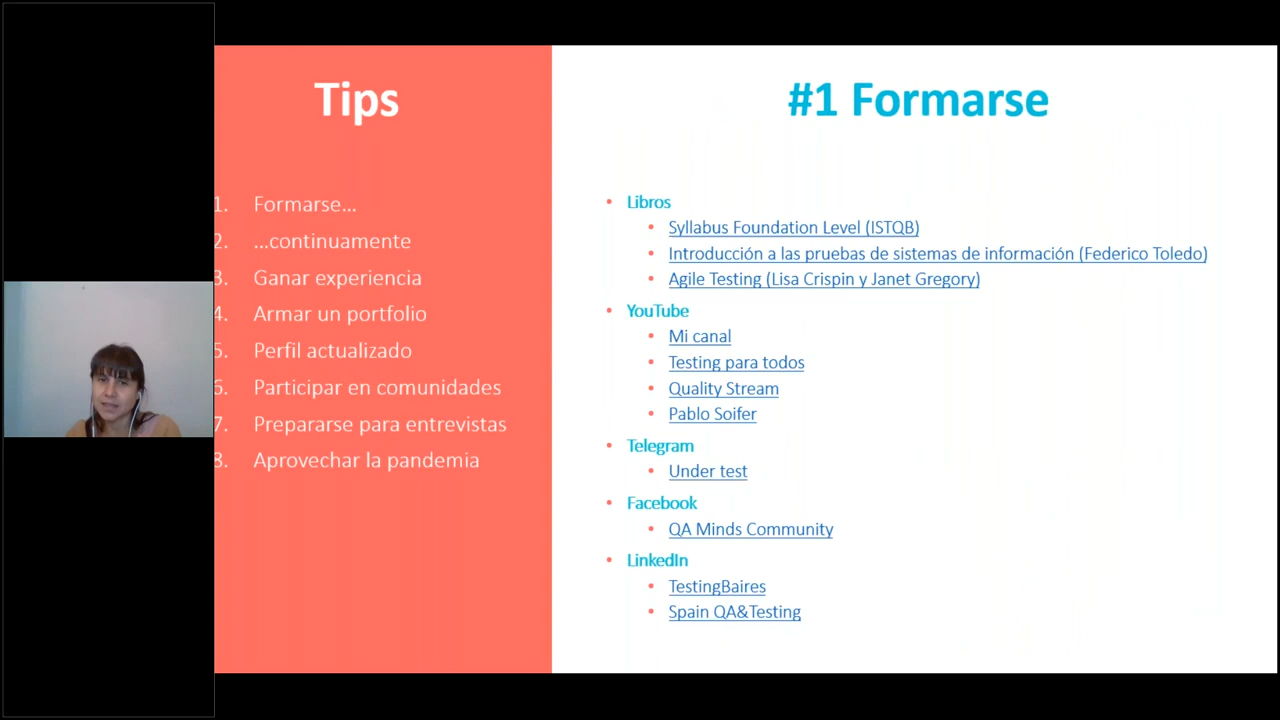 Tips
1. Formarse...
2. ...continuamente
3. Ganar experiencia
4. Armar un portfolio
5. Perfil actualizado
6. Participar en comunidades
7. Prepararse para entrevistas
8. Aprovechar la pandemia
#1 Formarse
• Libros
• Syllabus Foundation Level (ISTQB)
• Introducción a las pruebas de sistemas de información (Federico Toledo)
• Agile Testing (Lisa Crispin y Janet Gregory)
• YouTube
• Mi canal
• Testing para todos
• Quality Stream
• Pablo Soifer
• Telegram
• Under test
• Facebook
• QA Minds Community
• LinkedIn
• TestingBaires
• Spain QA&Testing